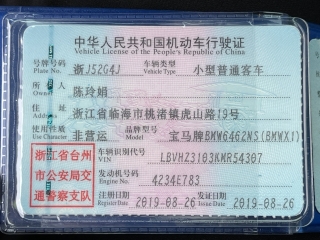 中华人民共和国机动车行驶证
Vehicle License of the People's Republic of China
号牌号码 浙J52G4J 车辆类型 小型普通客车
Plate No. Vehicle Type
所有人 陈玲娟
Owner
住址 浙江省临海市桃渚镇虎山路19号
Address
使用性质 非营运 品牌型号 宝马牌BMW6462NS(BMWX1)
Use Character Model
浙江省台州
市公安局交
通警察支队
车辆识别代号 LBVHZ3103KMR54307
VIN
发动机号码 4234E783
Engine No.
注册日期 2019-08-26 发证日期 2019-08-26
Register Date Issue Date